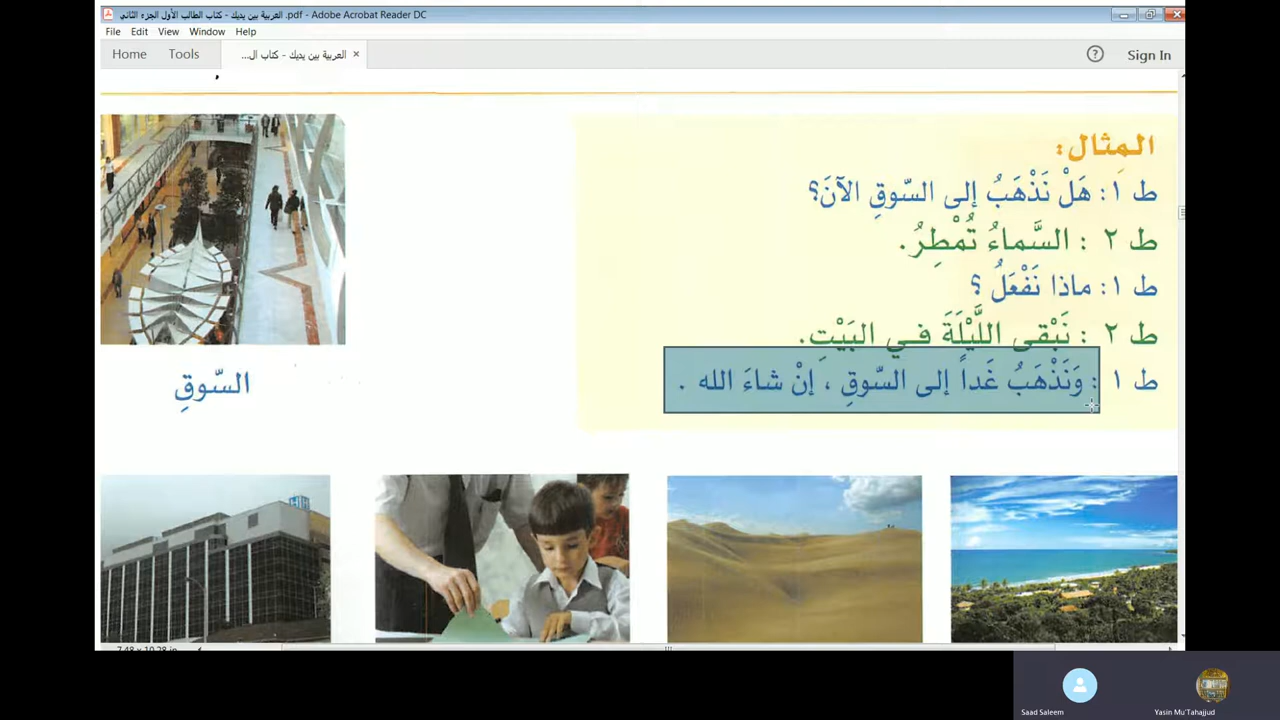 العربية بين يديك - كتاب الطالب الأول الجزء الثاني .pdf - Adobe Acrobat Reader DC
File Edit View Window Help
Home Tools العربية بين يديك - كتاب ال... × ? Sign In
المِثال:
ط ١: هَلْ نَذْهَبُ إلى السّوقِ الآنَ؟
ط ٢ : السَّماءُ تُمْطِرُ.
ط ١: ماذا نَفْعَلُ ؟
ط ٢ : نَبْقى اللَّيْلَةَ في البَيْتِ.
ط ١ : وَنَذْهَبُ غَداً إلى السّوقِ ، إنْ شاءَ الله .
السّوقِ
Saad Saleem
Yasin Mu'Tahajjud